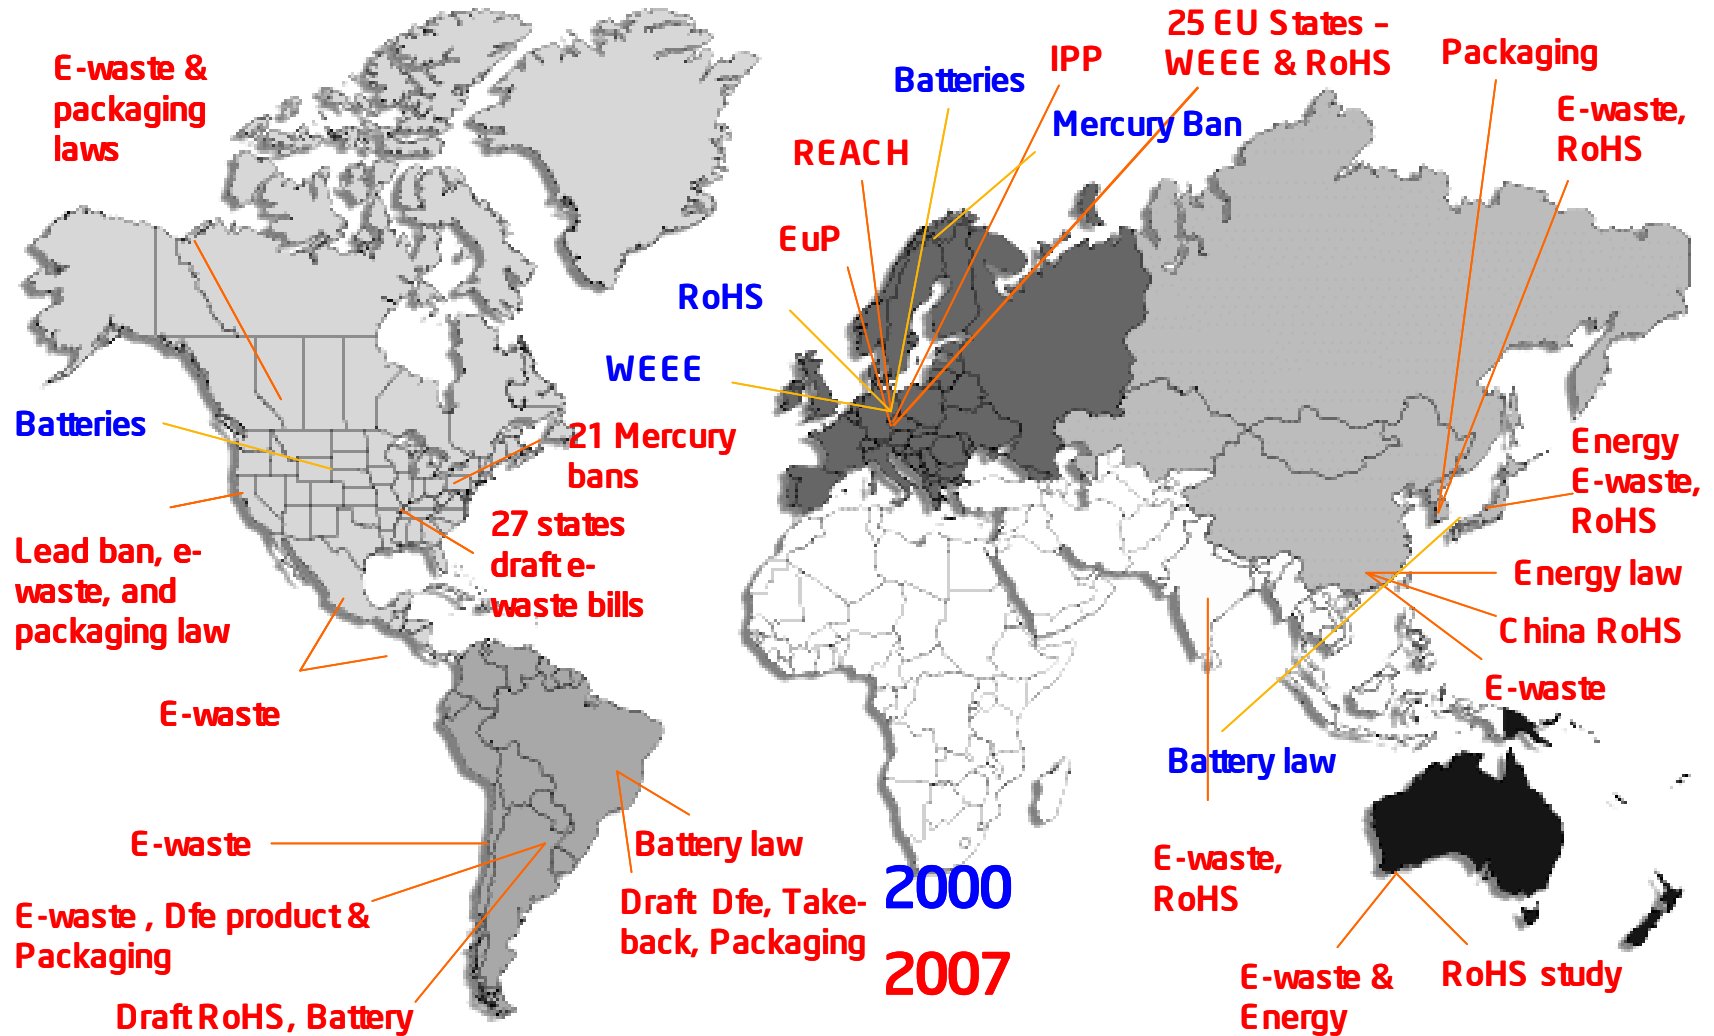 E-waste &
packaging
laws
Batteries
Lead ban, e-
waste, and
packaging law
21 Mercury
bans
27 states
draft e-
waste bills
E-waste
E-waste
E-waste , Dfe product &
Packaging
Draft RoHS, Battery
Battery law
Draft Dfe, Take-
back, Packaging
25 EU States –
WEEE & RoHS
IPP
Batteries
Mercury Ban
REACH
EuP
RoHS
WEEE
Packaging
E-waste,
RoHS
Energy
E-waste,
RoHS
Energy law
China RoHS
E-waste
Battery law
E-waste,
RoHS
E-waste &
Energy
RoHS study
2000
2007